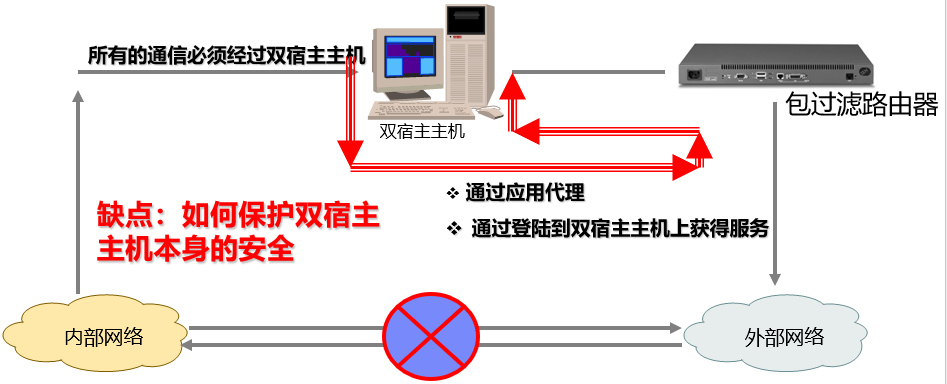 所有的通信必须经过双宿主主机
双宿主主机
包过滤路由器
通过应用代理
通过登陆到双宿主主机上获得服务
缺点：如何保护双宿主
主机本身的安全
内部网络
外部网络